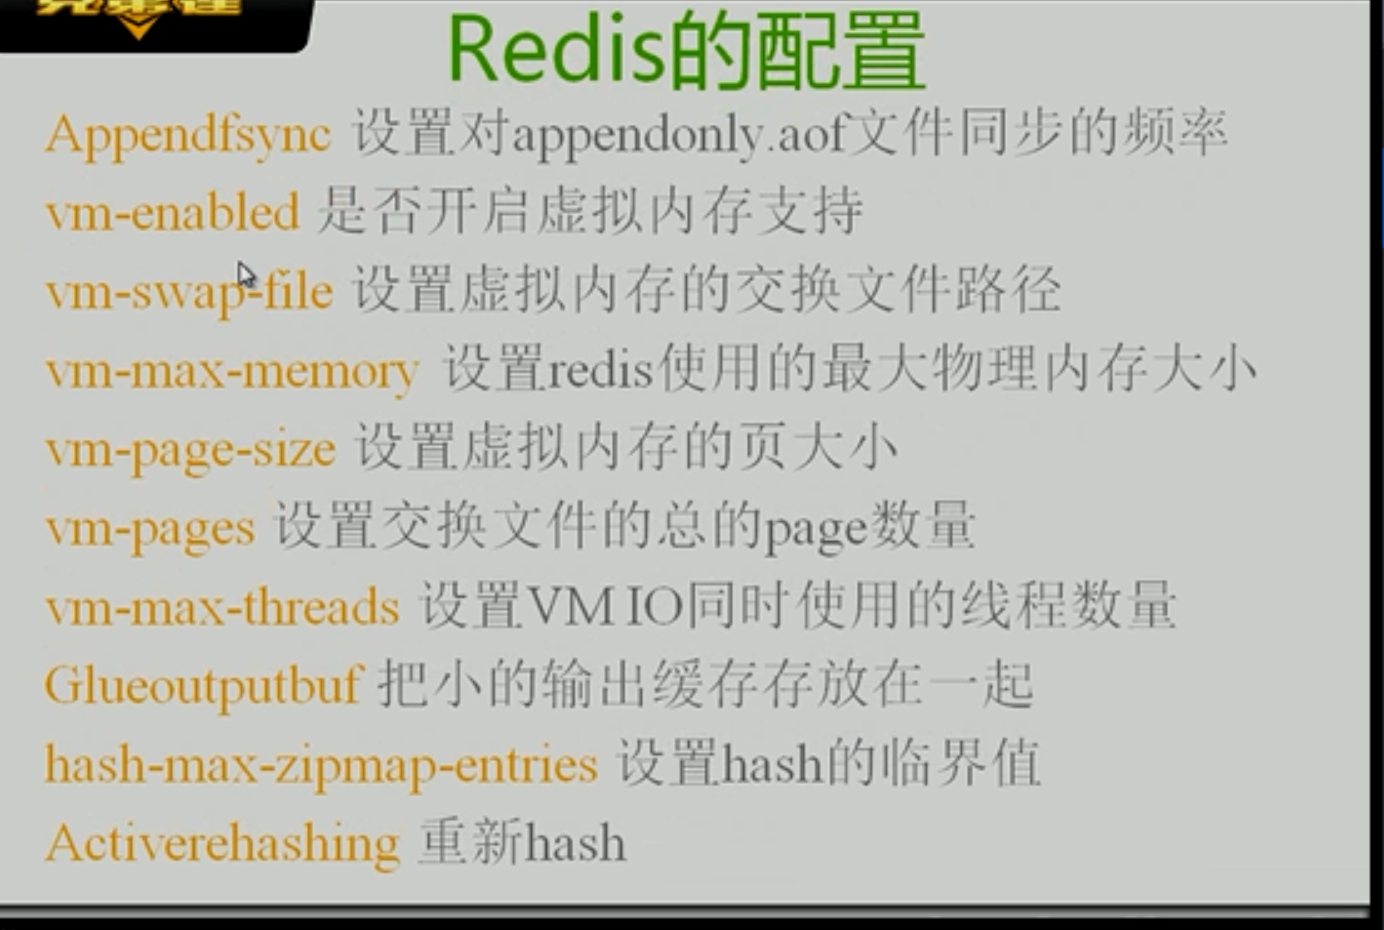 Redis的配置
Appendfsync 设置对appendonly.aof文件同步的频率
vm-enabled 是否开启虚拟内存支持
vm-swap-file 设置虚拟内存的交换文件路径
vm-max-memory 设置redis使用的最大物理内存大小
vm-page-size 设置虚拟内存的页大小
vm-pages 设置交换文件的总的page数量
vm-max-threads 设置VM IO同时使用的线程数量
Glueoutputbuf 把小的输出缓存存放在一起
hash-max-zipmap-entries 设置hash的临界值
Activerehashing 重新hash